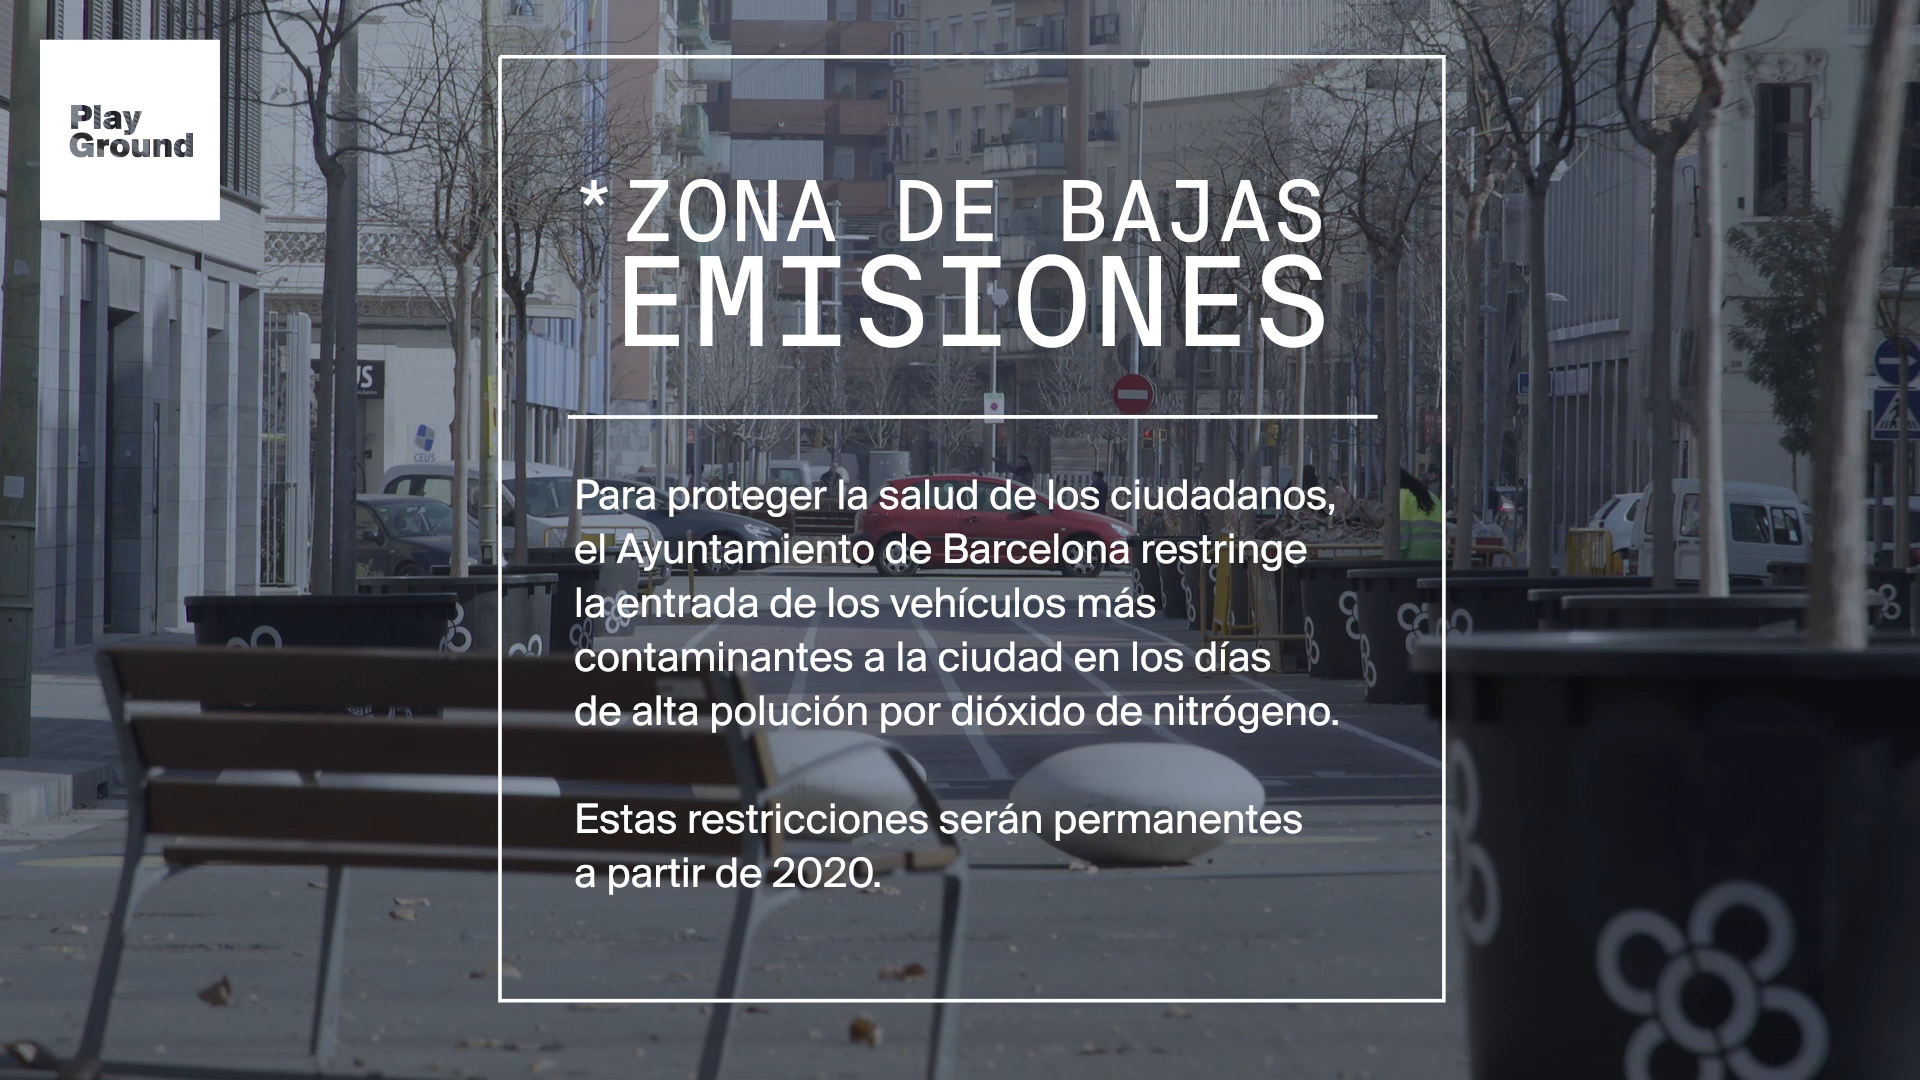 Play
Ground
*ZONA DE BAJAS
EMISIONES
Para proteger la salud de los ciudadanos,
el Ayuntamiento de Barcelona restringe
la entrada de los vehículos más
contaminantes a la ciudad en los días
de alta polución por dióxido de nitrógeno.
Estas restricciones serán permanentes
a partir de 2020.
CEUS